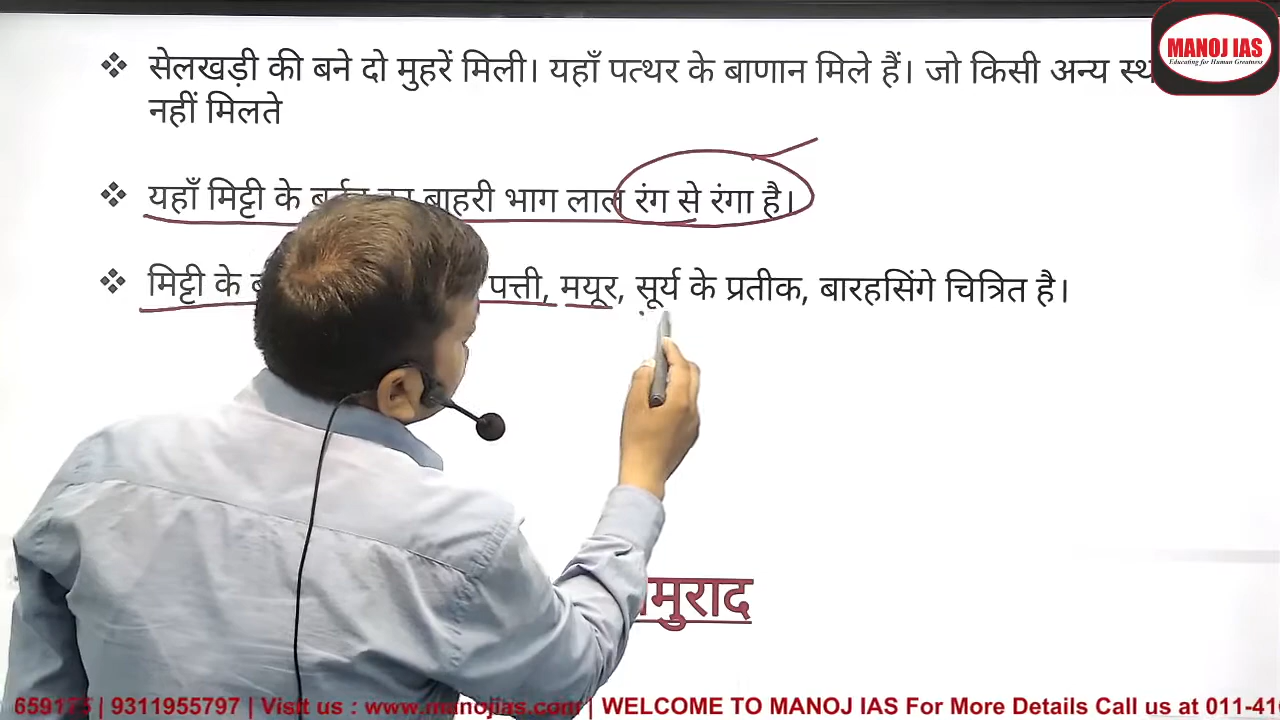 MANOJ IAS
Educating for Human Greatness
❖ सेलखड़ी की बने दो मुहरें मिली। यहाँ पत्थर के बाणान मिले हैं। जो किसी अन्य
नहीं मिलते
❖ यहाँ मिट्टी के बाहरी भाग लाल रंग से रंगा है।
❖ मिट्टी के पत्ती, मयूर, सूर्य के प्रतीक, बारहसिंगे चित्रित है।
मुराद
65917 | 9311955797 | Visit us : www.manojias.com | WELCOME TO MANOJ IAS For More Details Call us at 011-41